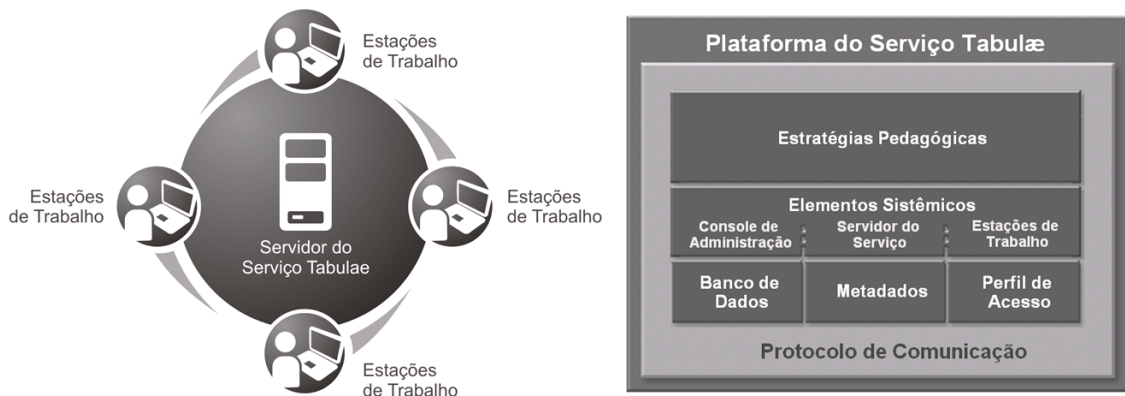 Estações
de Trabalho
Estações
de Trabalho
Estações
de Trabalho
Servidor do
Serviço Tabulae
Estações
de Trabalho
Plataforma do Serviço Tabulæ
Estratégias Pedagógicas
Elementos Sistêmicos
Console de
Administração
Servidor do
Serviço
Estações de
Trabalho
Banco de
Dados
Metadados
Perfil de
Acesso
Protocolo de Comunicação